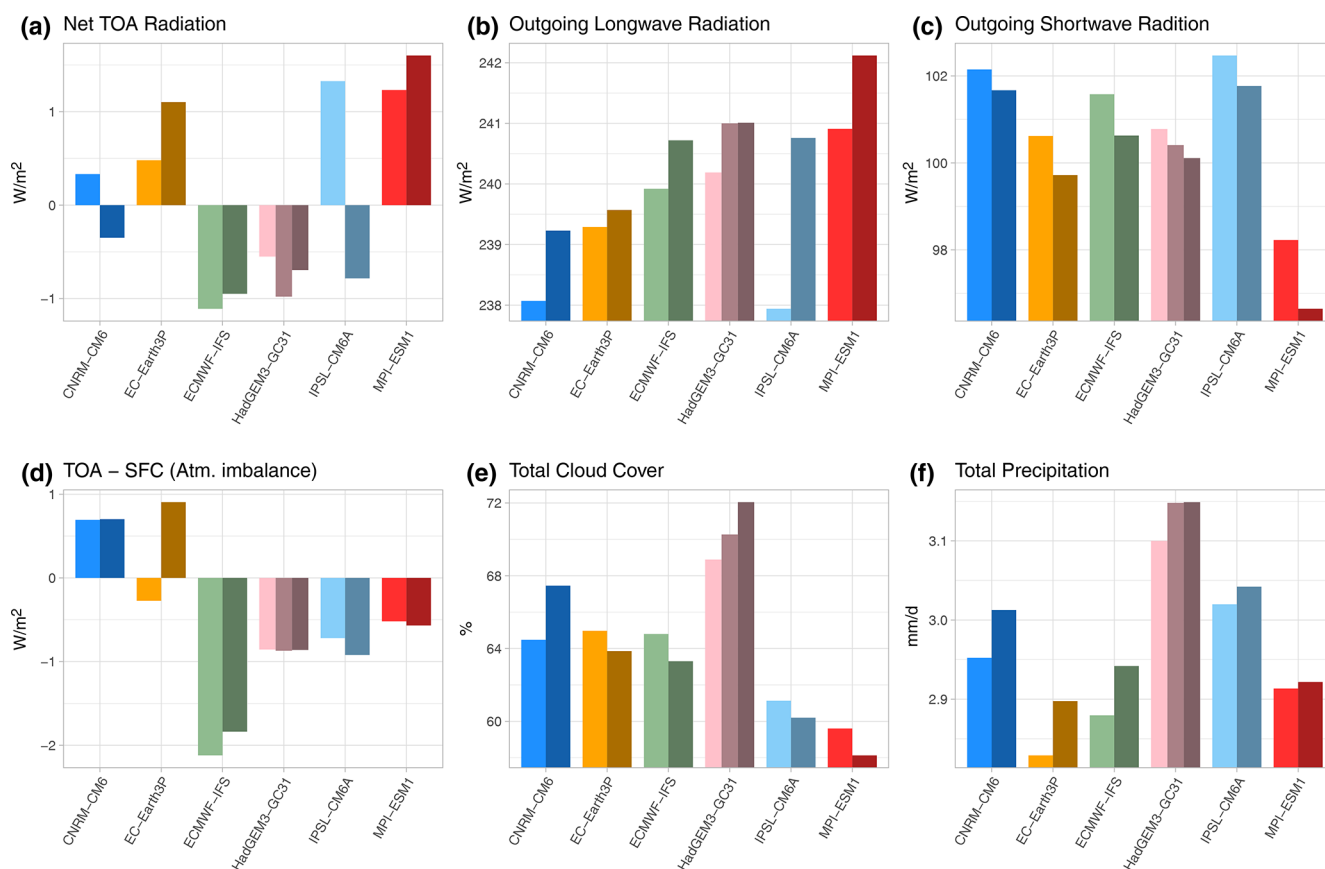 (a) Net TOA Radiation
W/m²
1
0
−1
CNRM−CM6
EC−Earth3P
ECMWF−IFS
HadGEM3−GC31
IPSL−CM6A
MPI−ESM1
(b) Outgoing Longwave Radiation
W/m²
242
241
240
239
238
CNRM−CM6
EC−Earth3P
ECMWF−IFS
HadGEM3−GC31
IPSL−CM6A
MPI−ESM1
(c) Outgoing Shortwave Radition
W/m²
102
100
98
CNRM−CM6
EC−Earth3P
ECMWF−IFS
HadGEM3−GC31
IPSL−CM6A
MPI−ESM1
(d) TOA − SFC (Atm. imbalance)
W/m²
1
0
−1
−2
CNRM−CM6
EC−Earth3P
ECMWF−IFS
HadGEM3−GC31
IPSL−CM6A
MPI−ESM1
(e) Total Cloud Cover
%
72
68
64
60
CNRM−CM6
EC−Earth3P
ECMWF−IFS
HadGEM3−GC31
IPSL−CM6A
MPI−ESM1
(f) Total Precipitation
mm/d
3.1
3.0
2.9
CNRM−CM6
EC−Earth3P
ECMWF−IFS
HadGEM3−GC31
IPSL−CM6A
MPI−ESM1